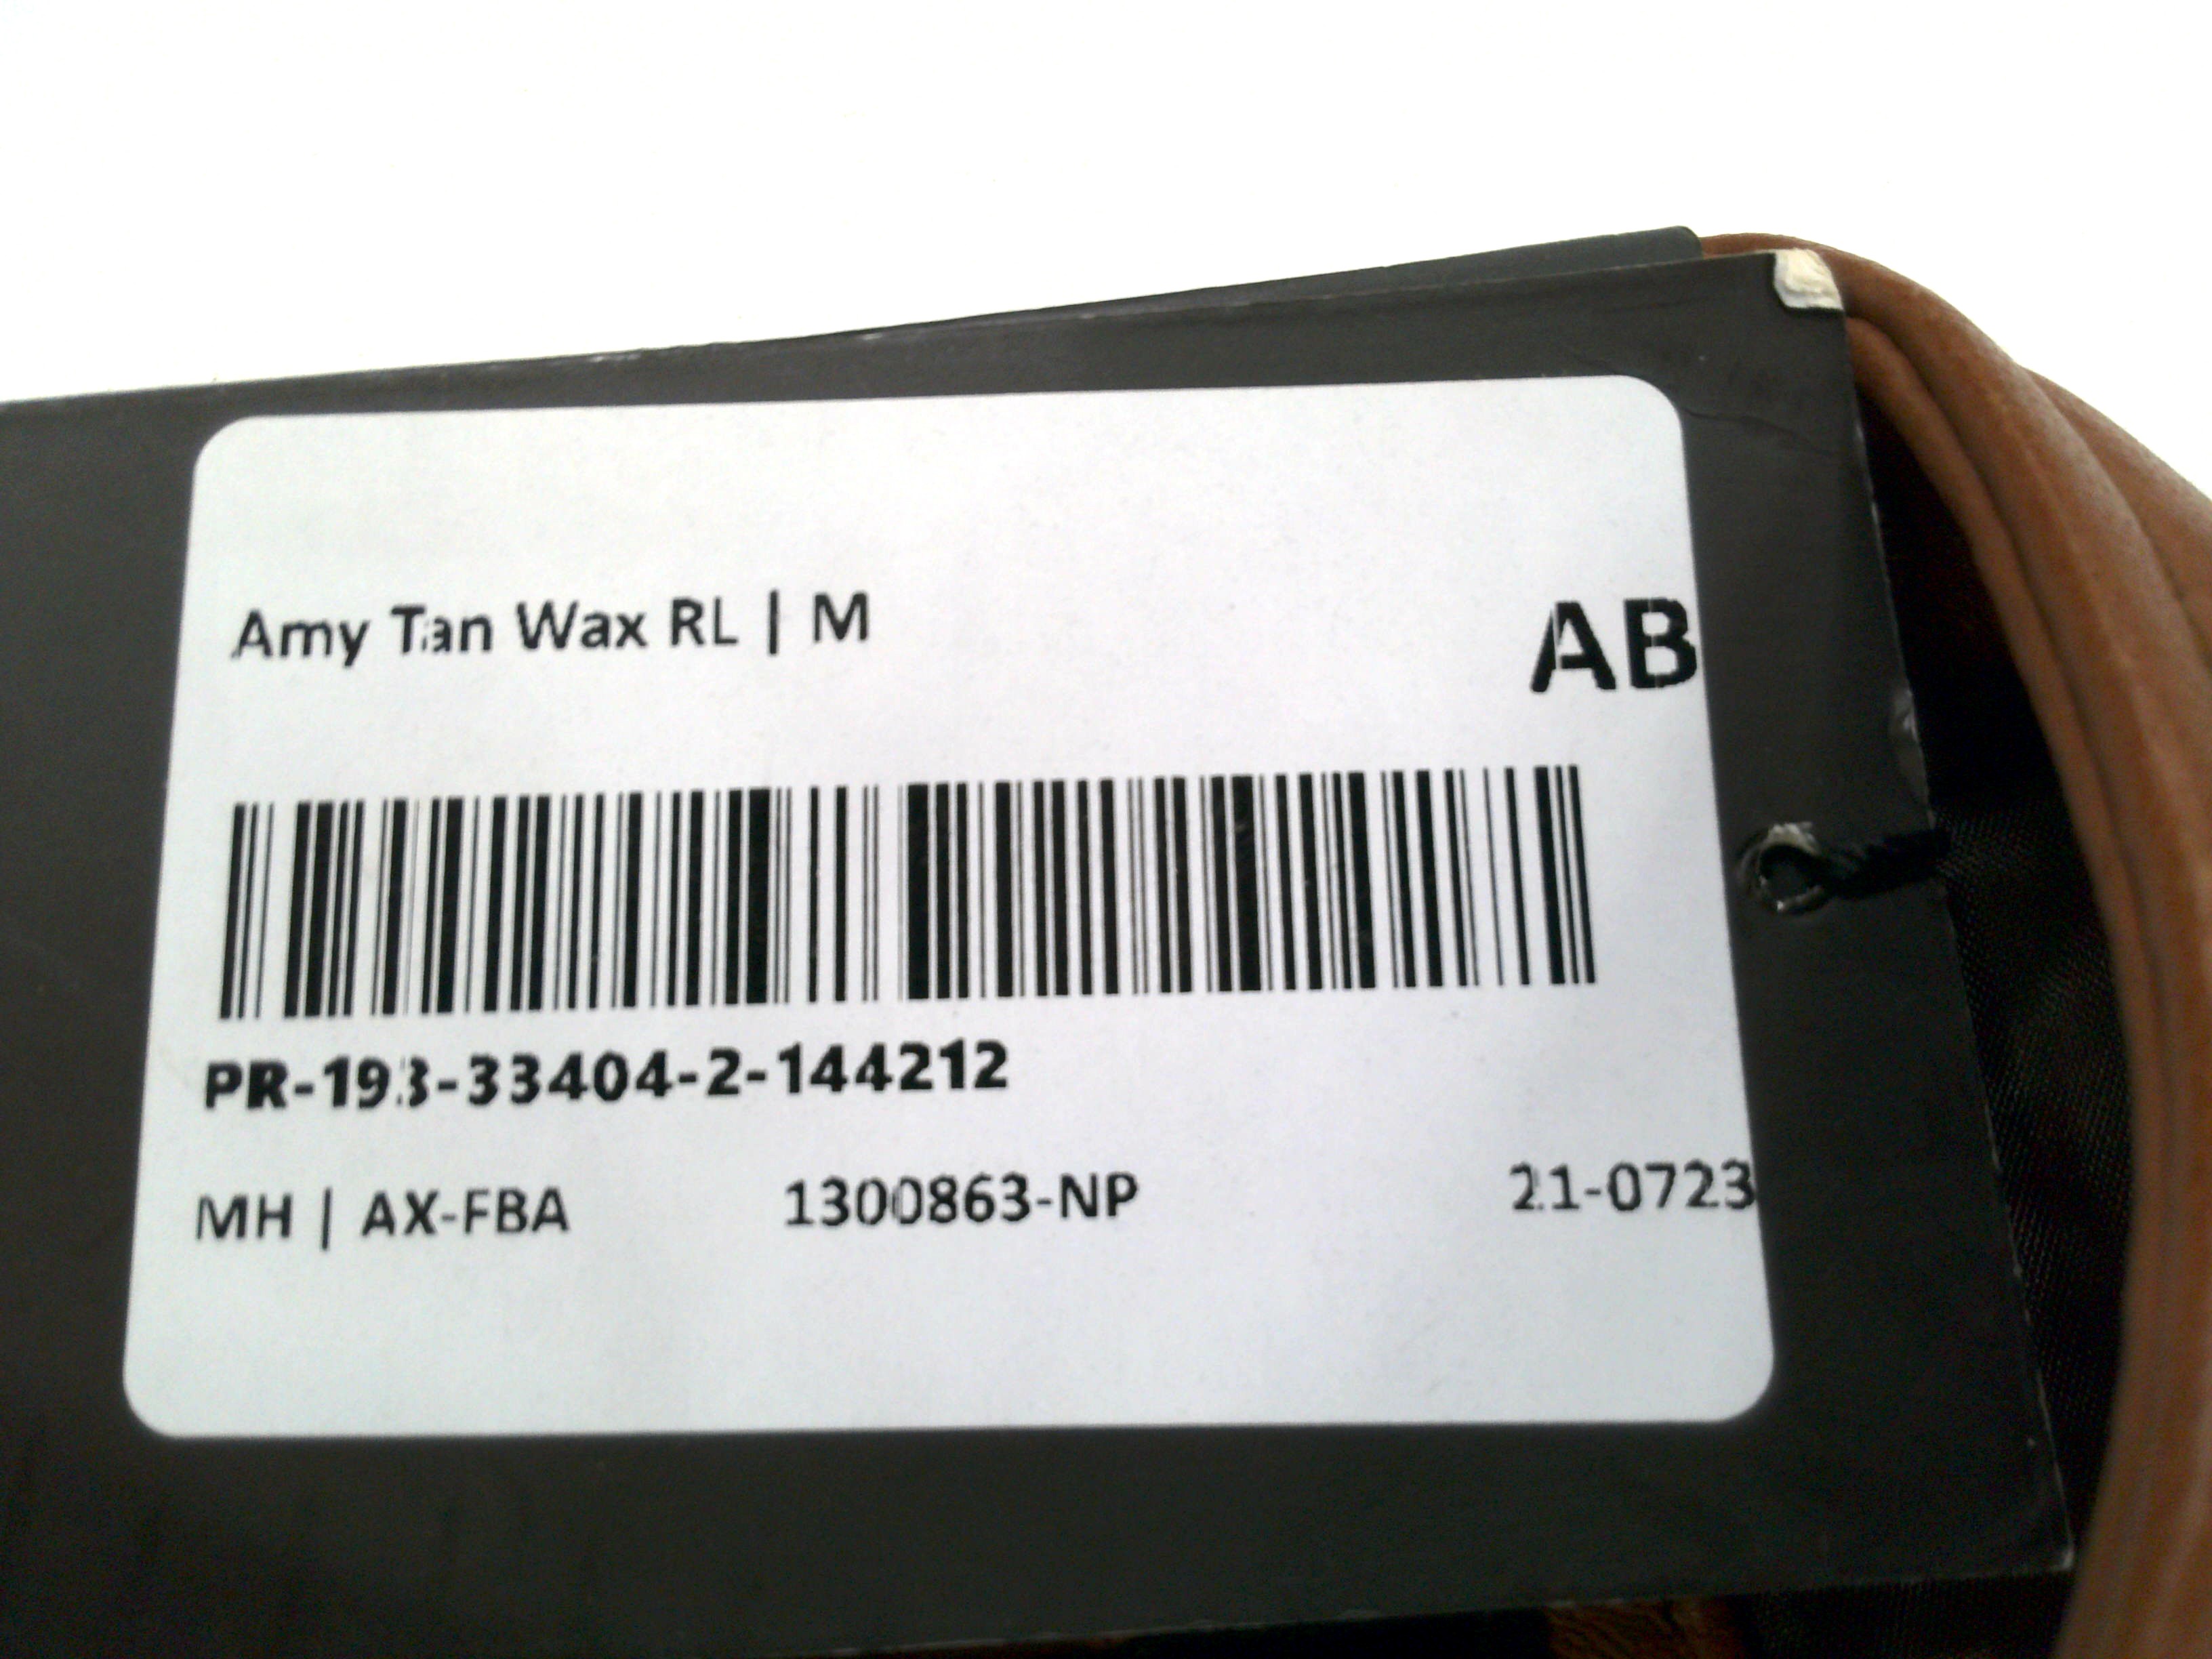 Amy Tan Wax RL | M
AB
PR-193-33404-2-144212
MH | AX-FBA 1300863-NP 21-0723